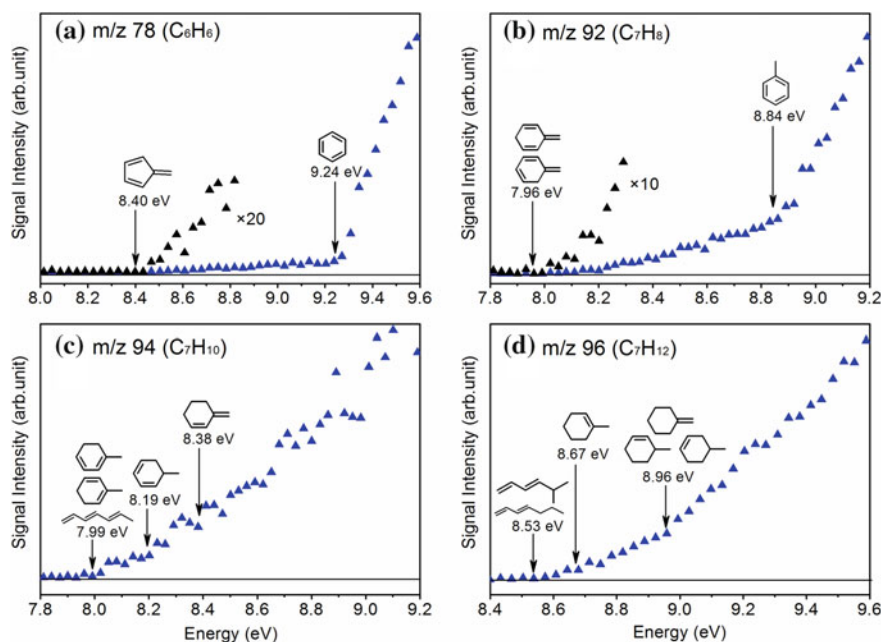 (a) m/z 78 (C₆H₆)
8.40 eV
9.24 eV
×20
8.0 8.2 8.4 8.6 8.8 9.0 9.2 9.4 9.6
Signal Intensity (arb.unit)
(b) m/z 92 (C₇H₈)
8.84 eV
7.96 eV
×10
7.8 8.0 8.2 8.4 8.6 8.8 9.0 9.2
Signal Intensity (arb.unit)
(c) m/z 94 (C₇H₁₀)
8.38 eV
8.19 eV
7.99 eV
7.8 8.0 8.2 8.4 8.6 8.8 9.0 9.2
Energy (eV)
Signal Intensity (arb.unit)
(d) m/z 96 (C₇H₁₂)
8.67 eV
8.96 eV
8.53 eV
8.4 8.6 8.8 9.0 9.2 9.4 9.6
Energy (eV)
Signal Intensity (arb.unit)